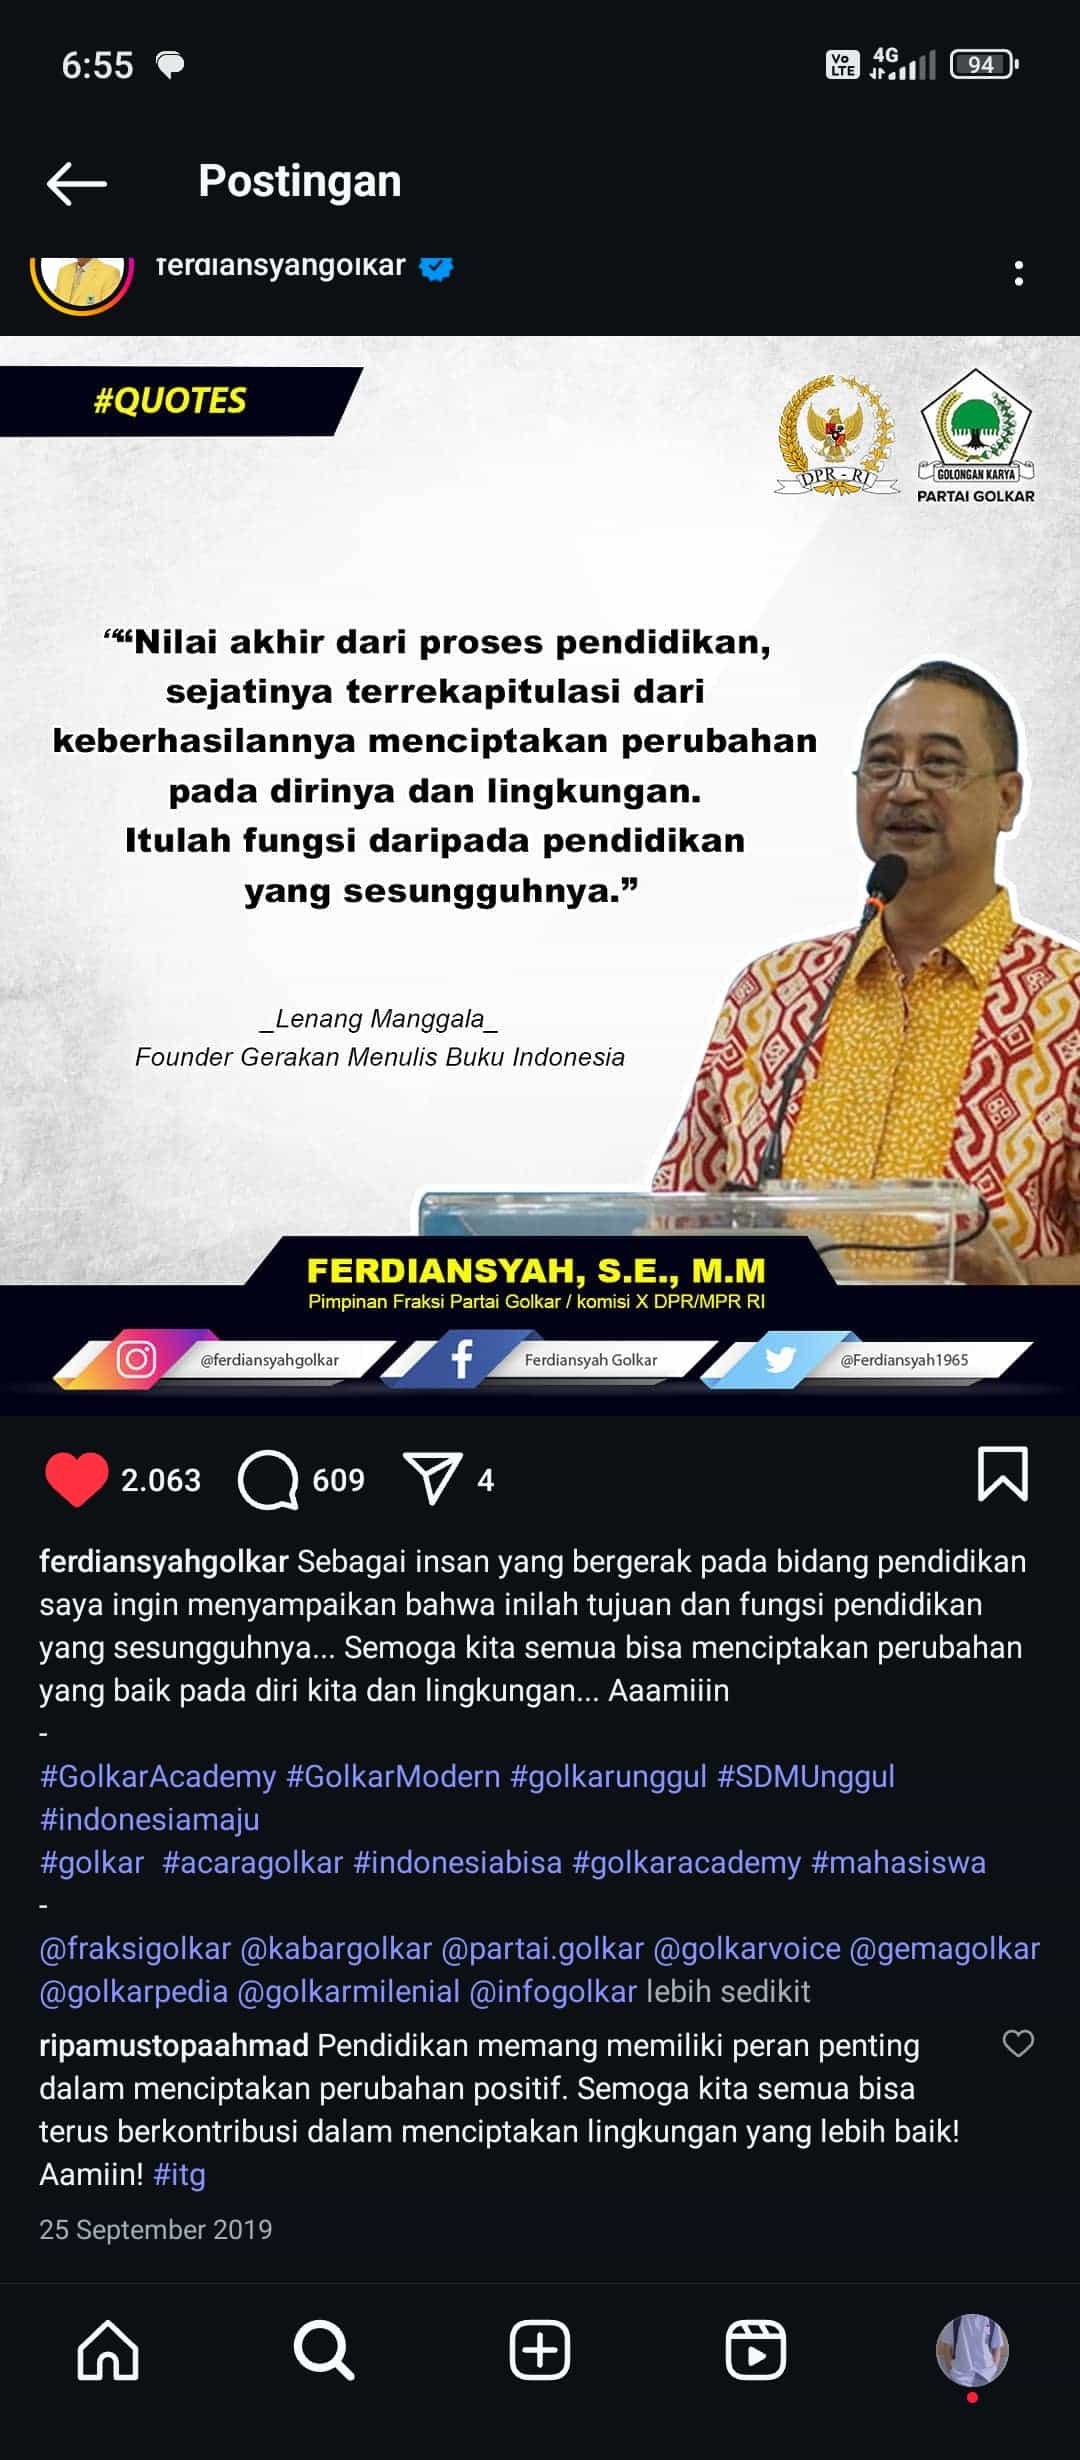 6:55
Vo LTE 4G 94
Postingan
ferdiansyahgolkar
#QUOTES
DPR - RI
GOLONGAN KARYA
PARTAI GOLKAR
““Nilai akhir dari proses pendidikan,
sejatinya terrekapitulasi dari
keberhasilannya menciptakan perubahan
pada dirinya dan lingkungan.
Itulah fungsi daripada pendidikan
yang sesungguhnya.”
_Lenang Manggala_
Founder Gerakan Menulis Buku Indonesia
FERDIANSYAH, S.E., M.M
Pimpinan Fraksi Partai Golkar / komisi X DPR/MPR RI
@ferdiansyahgolkar
Ferdiansyah Golkar
@Ferdiansyah1965
2.063 609 4
ferdiansyahgolkar Sebagai insan yang bergerak pada bidang pendidikan
saya ingin menyampaikan bahwa inilah tujuan dan fungsi pendidikan
yang sesungguhnya... Semoga kita semua bisa menciptakan perubahan
yang baik pada diri kita dan lingkungan... Aaamiiin
-
#GolkarAcademy #GolkarModern #golkarunggul #SDMUnggul
#indonesiamaju
#golkar #acaragolkar #indonesiabisa #golkaracademy #mahasiswa
-
@fraksigolkar @kabargolkar @partai.golkar @golkarvoice @gemagolkar
@golkarpedia @golkarmilenial @infogolkar lebih sedikit
ripamustopaahmad Pendidikan memang memiliki peran penting
dalam menciptakan perubahan positif. Semoga kita semua bisa
terus berkontribusi dalam menciptakan lingkungan yang lebih baik!
Aamiin! #itg
25 September 2019